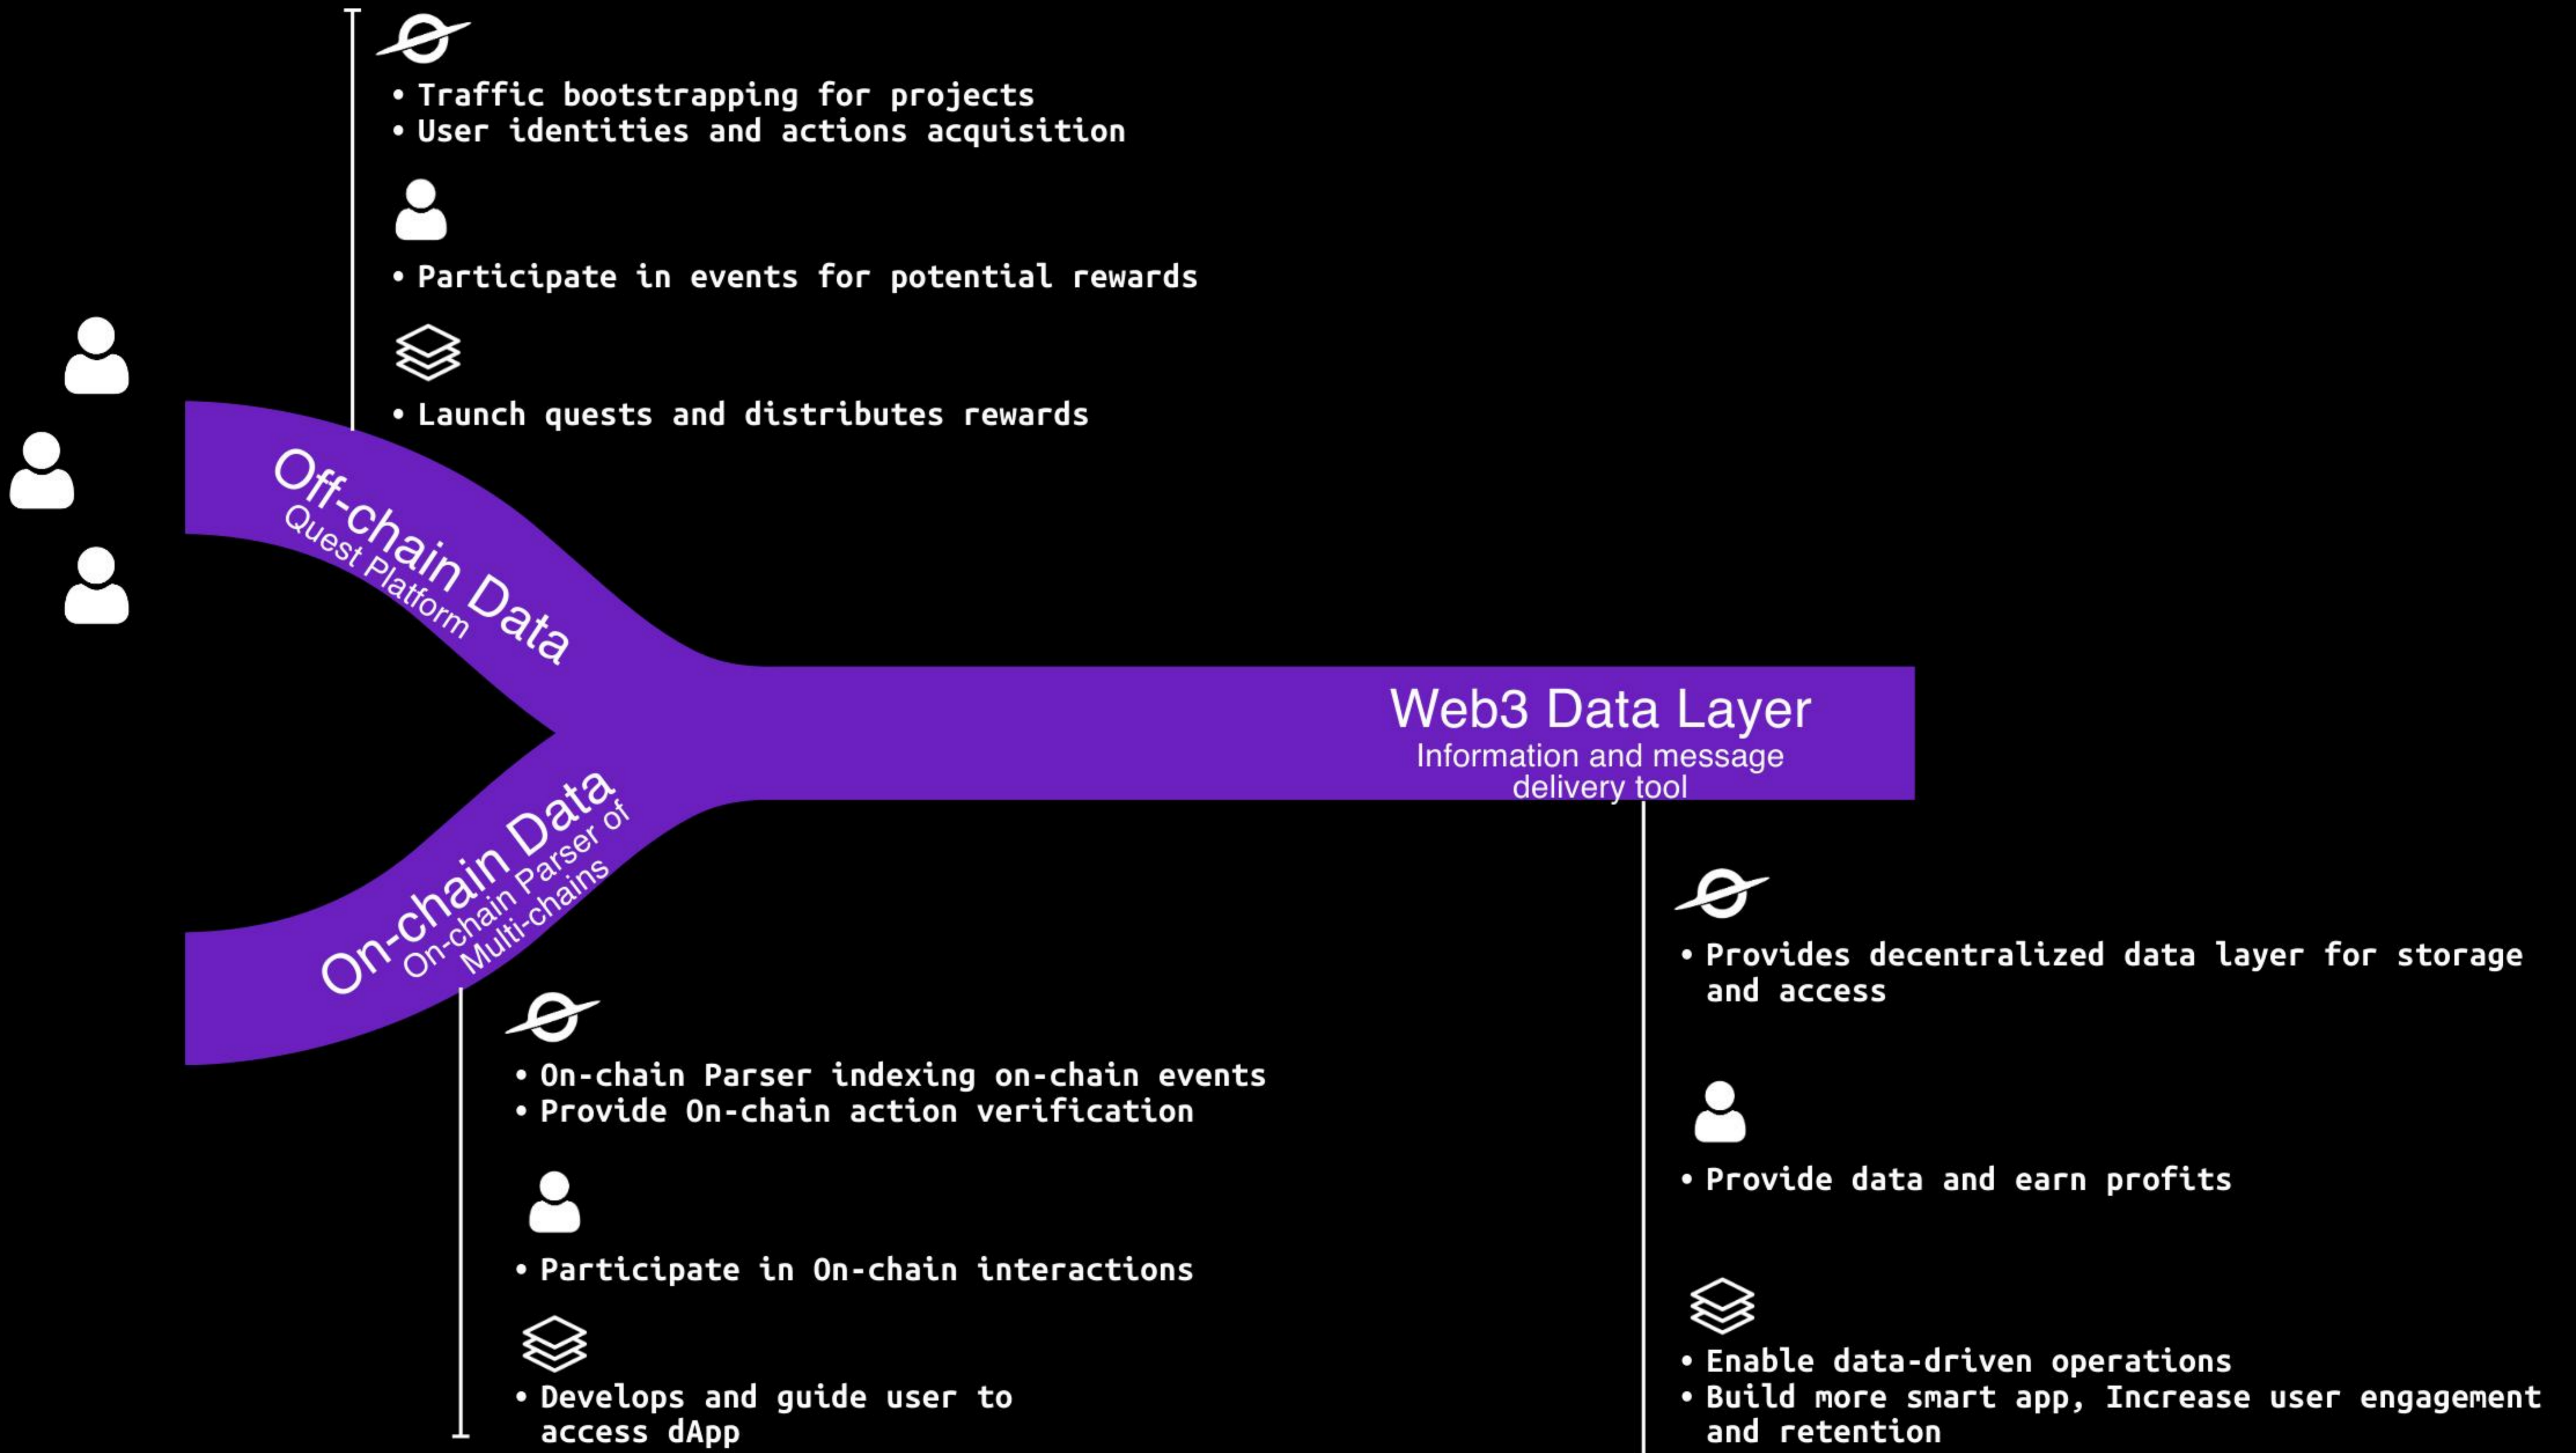 • Traffic bootstrapping for projects
• User identities and actions acquisition
• Participate in events for potential rewards
• Launch quests and distributes rewards
Off-chain Data
Quest Platform
Web3 Data Layer
Information and message
delivery tool
On-chain Data
On-chain Parser of
Multi-chains
• On-chain Parser indexing on-chain events
• Provide On-chain action verification
• Participate in On-chain interactions
• Develops and guide user to
access dApp
• Provides decentralized data layer for storage
and access
• Provide data and earn profits
• Enable data-driven operations
• Build more smart app, Increase user engagement
and retention